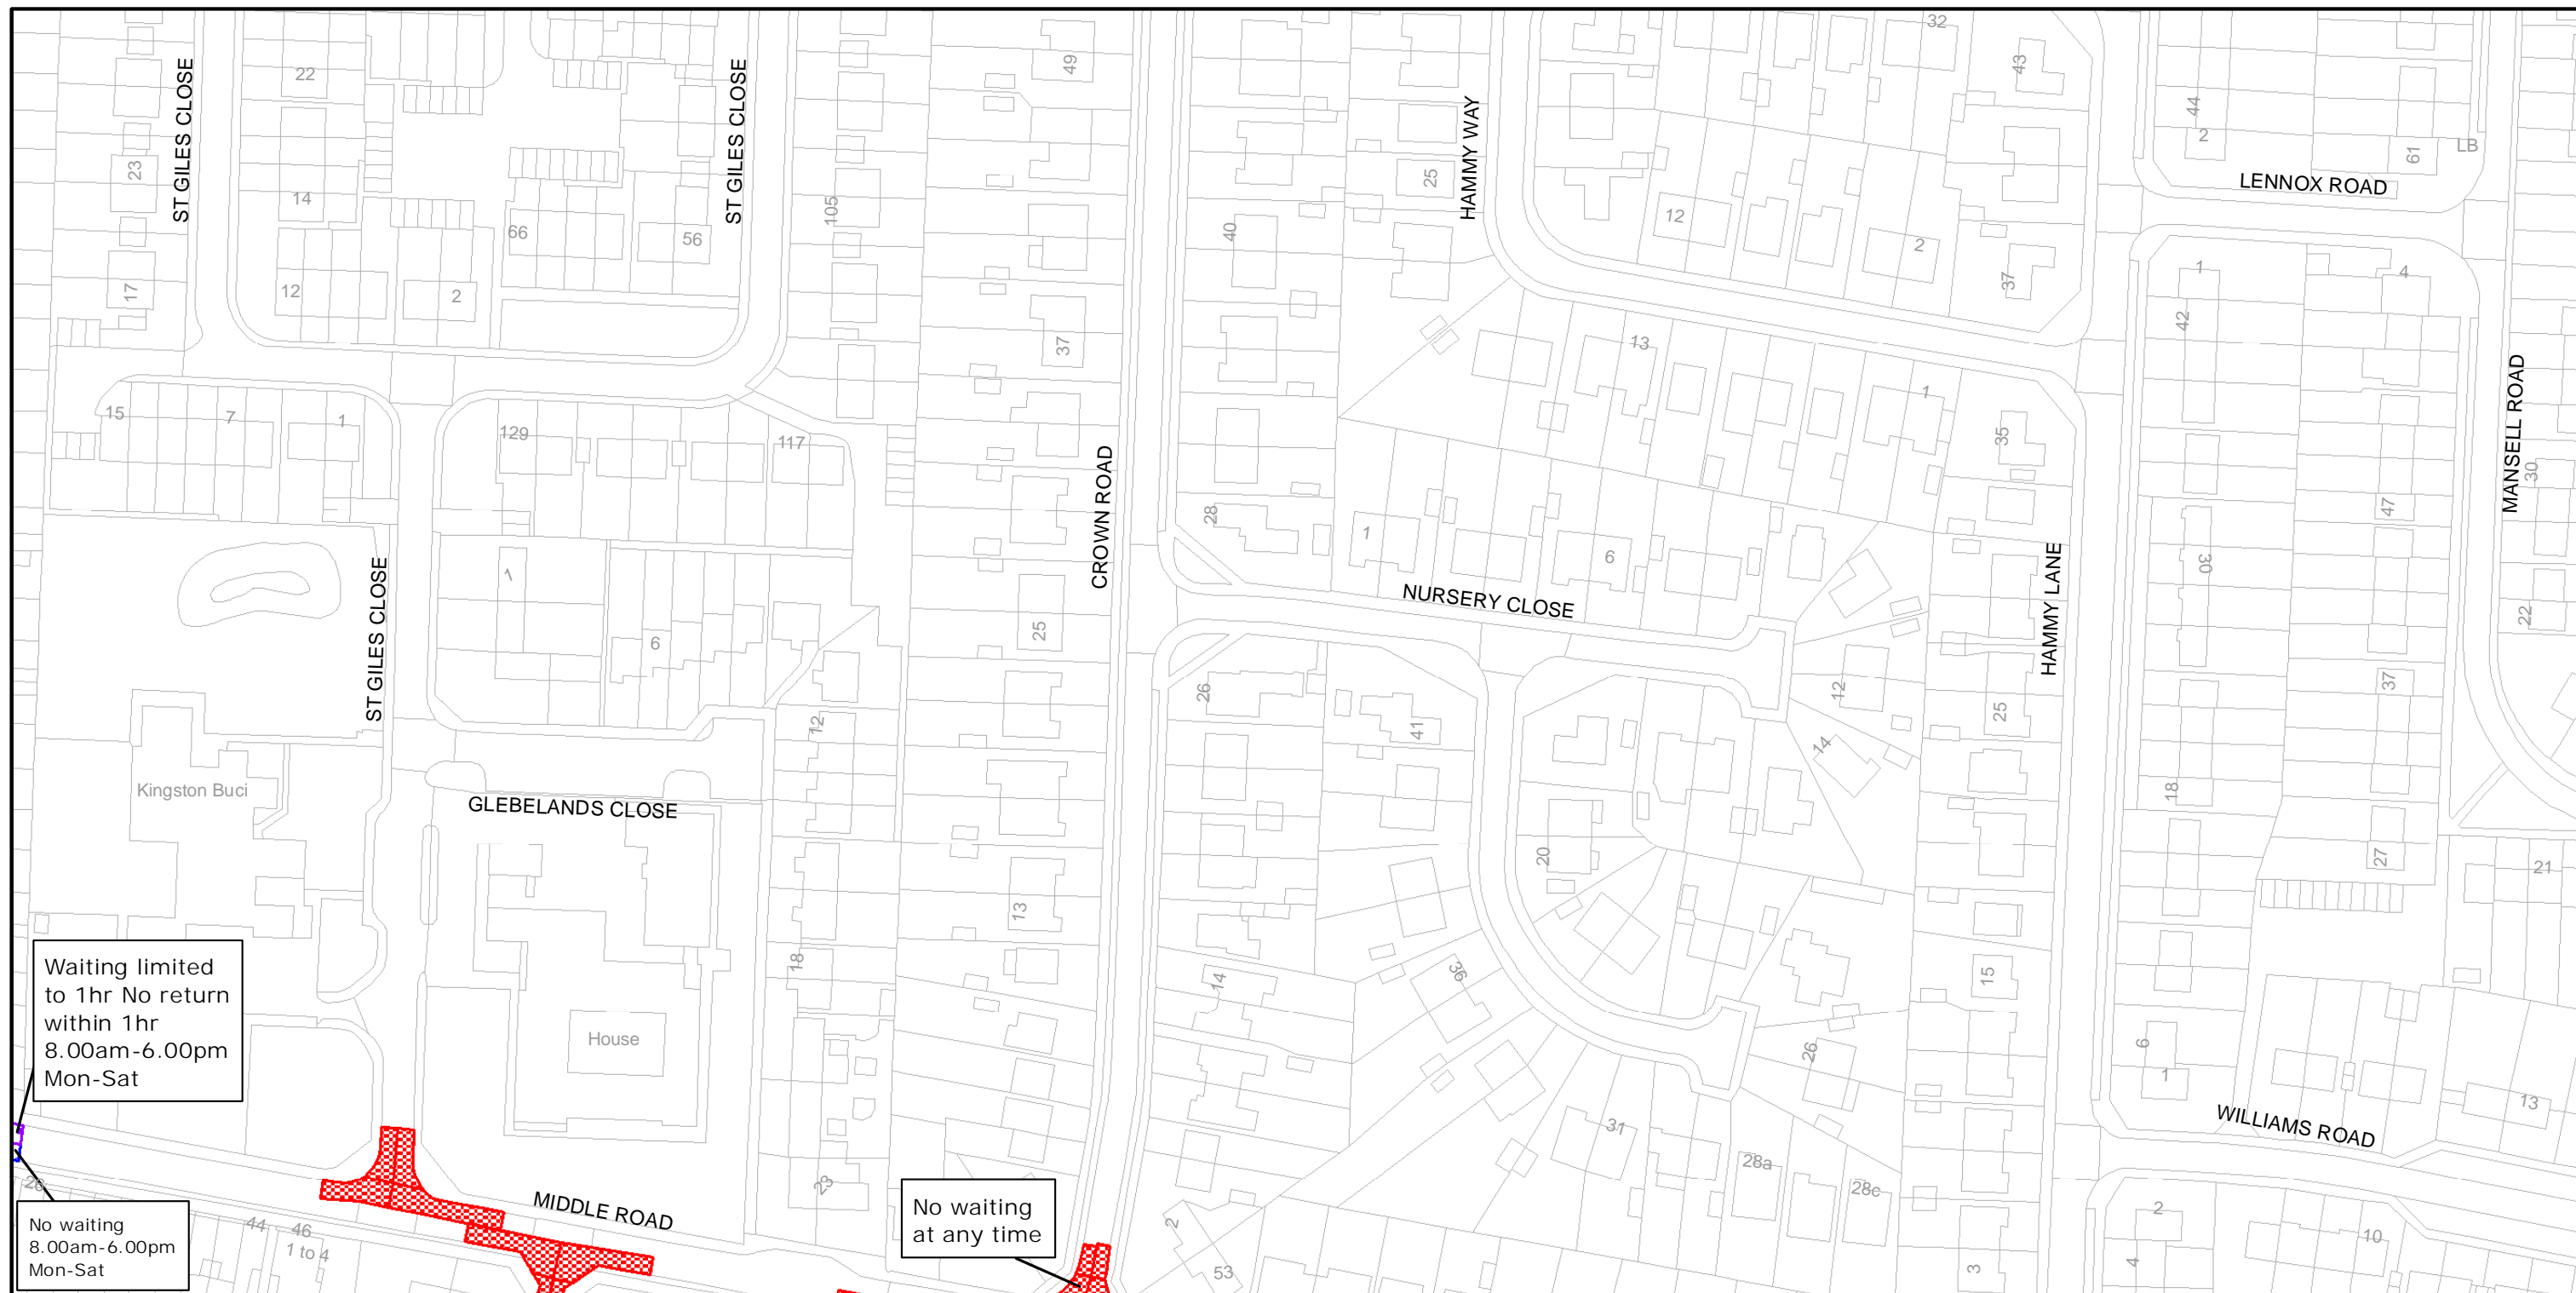 22
49
32
43
44
2
61
LB
ST GILES CLOSE
ST GILES CLOSE
HAMMY WAY
23
14
105
25
LENNOX ROAD
66
56
40
12
2
17
12
2
37
1
4
42
37
13
MANSELL ROAD
15
7
1
129
117
1
35
30
47
CROWN ROAD
28
1
6
30
1
ST GILES CLOSE
NURSERY CLOSE
HAMMY LANE
22
6
25
26
12
25
37
12
41
14
Kingston Buci
GLEBELANDS CLOSE
18
20
27
21
13
18
14
36
15
Waiting limited
to 1hr No return
within 1hr
8.00am-6.00pm
Mon-Sat
House
26
6
1
13
31
WILLIAMS ROAD
28a
28c
23
28
MIDDLE ROAD
No waiting
at any time
2
2
10
44
46
1 to 4
No waiting
8.00am-6.00pm
Mon-Sat
53
3
4